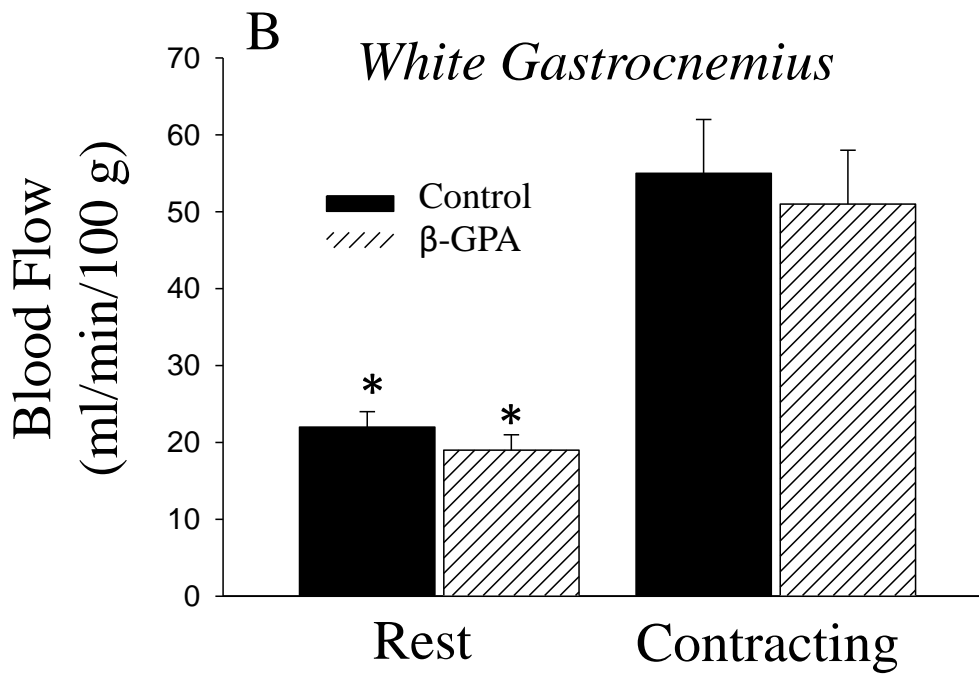 B
White Gastrocnemius
Blood Flow
(ml/min/100 g)
70
60
50
40
30
20
10
0
Control
β-GPA
*
*
Rest
Contracting